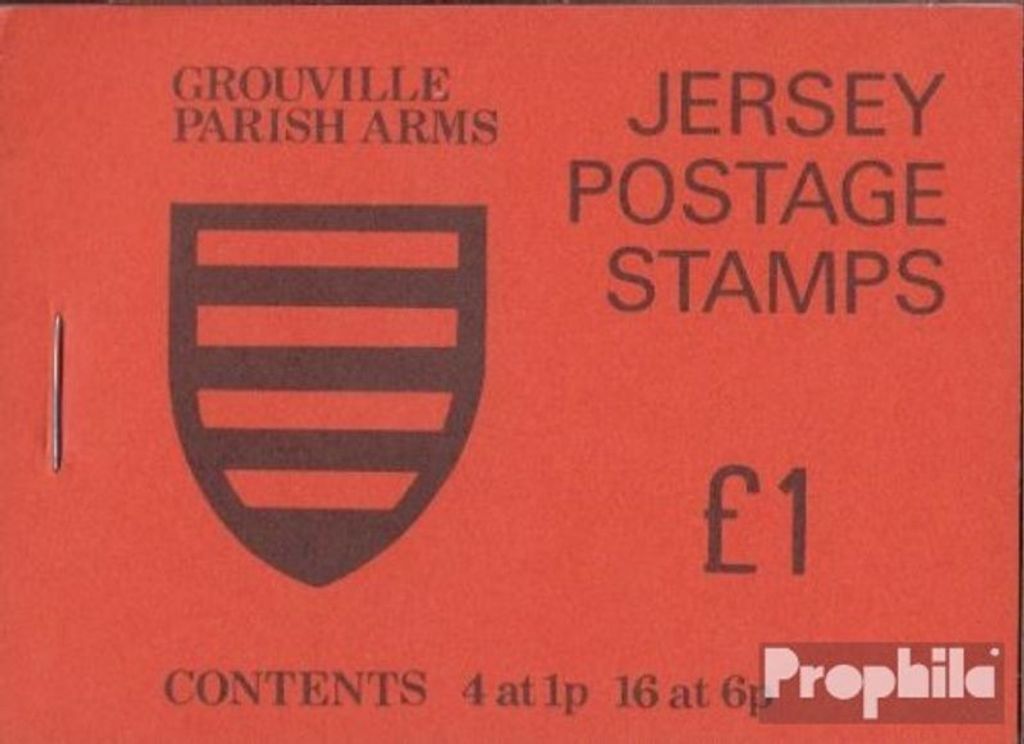 GROUVILLE
PARISH ARMS
JERSEY
POSTAGE
STAMPS
£1
CONTENTS 4 at 1p 16 at 6p
Prophila